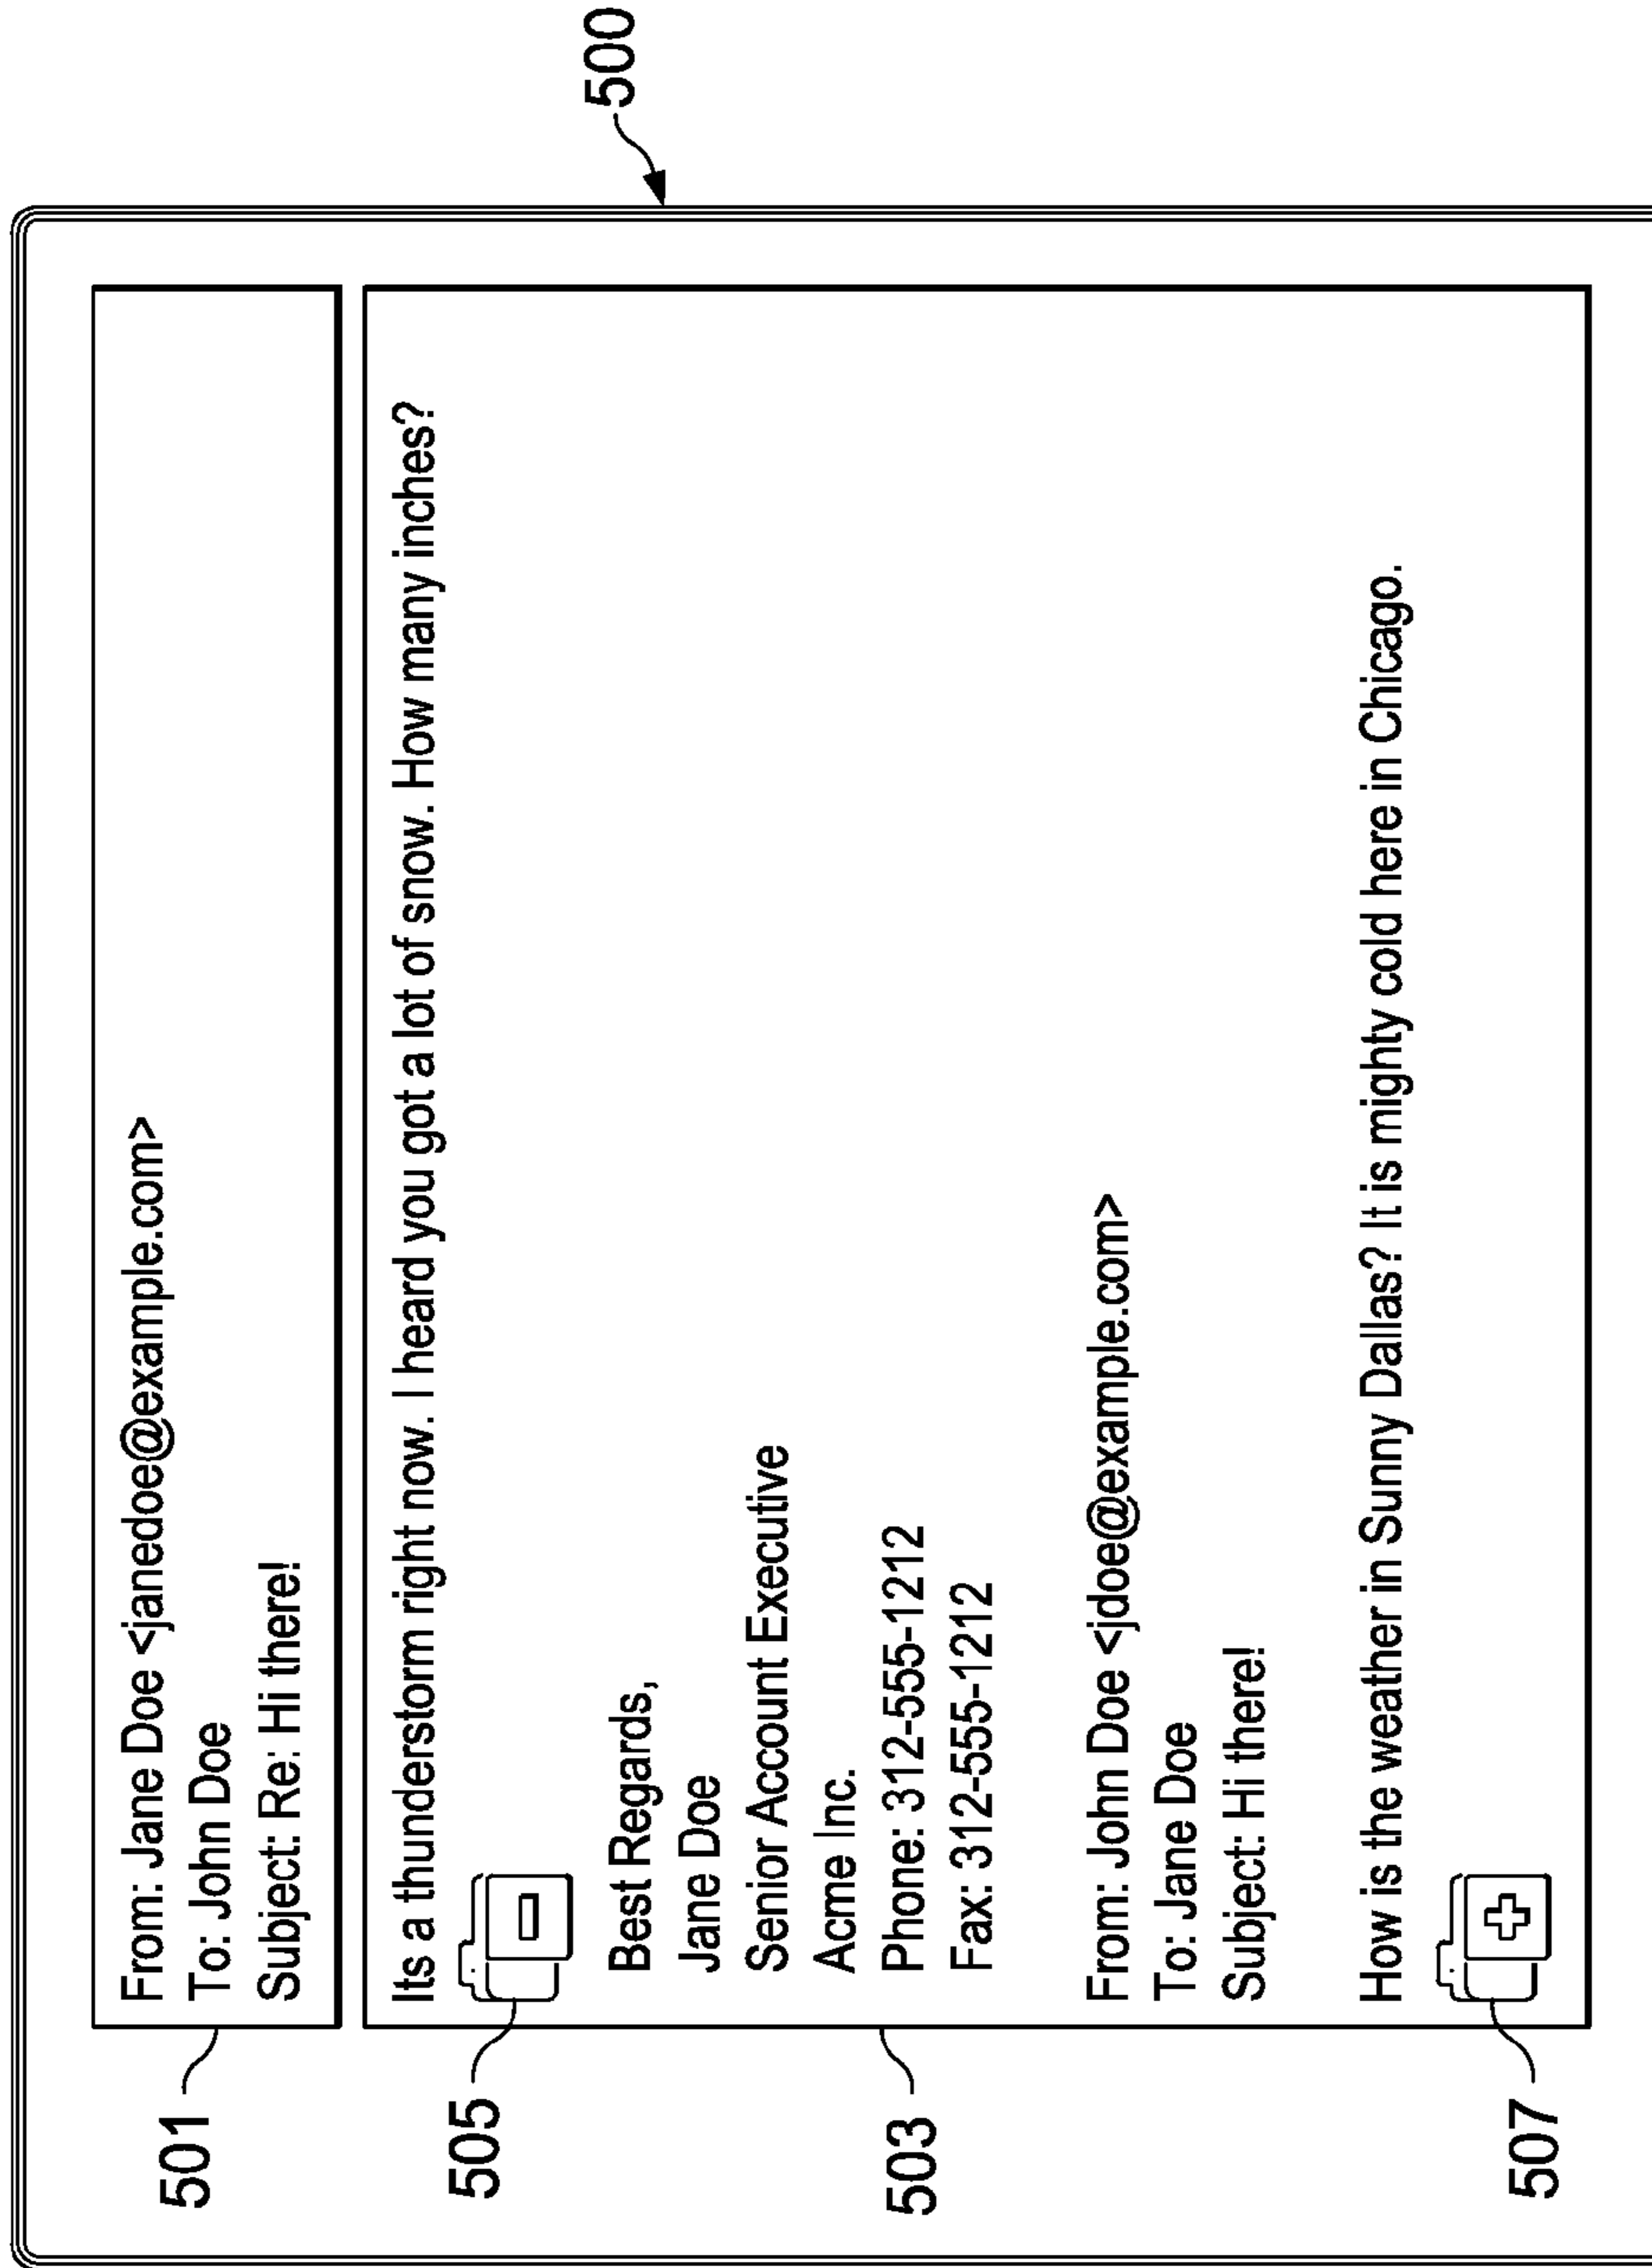 500
501
From: Jane Doe <janedoe@example.com>
To: John Doe
Subject: Re: Hi there!
Its a thunderstorm right now. I heard you got a lot of snow. How many inches?
505
Best Regards,
Jane Doe
Senior Account Executive
Acme Inc.
503
Phone: 312-555-1212
Fax: 312-555-1212
From: John Doe <jdoe@example.com>
To: Jane Doe
Subject: Hi there!
How is the weather in Sunny Dallas? It is mighty cold here in Chicago.
507